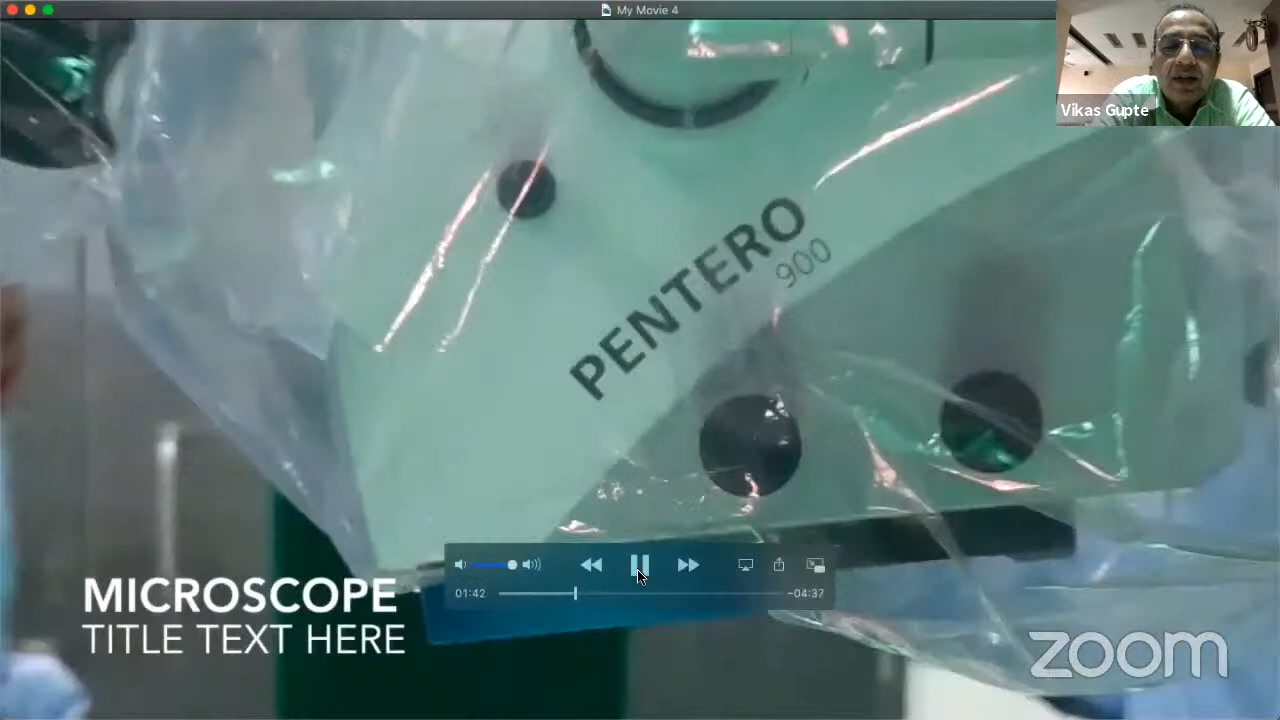 My Movie 4
Vikas Gupte
PENTERO
900
01:42
-04:37
MICROSCOPE
TITLE TEXT HERE
zoom